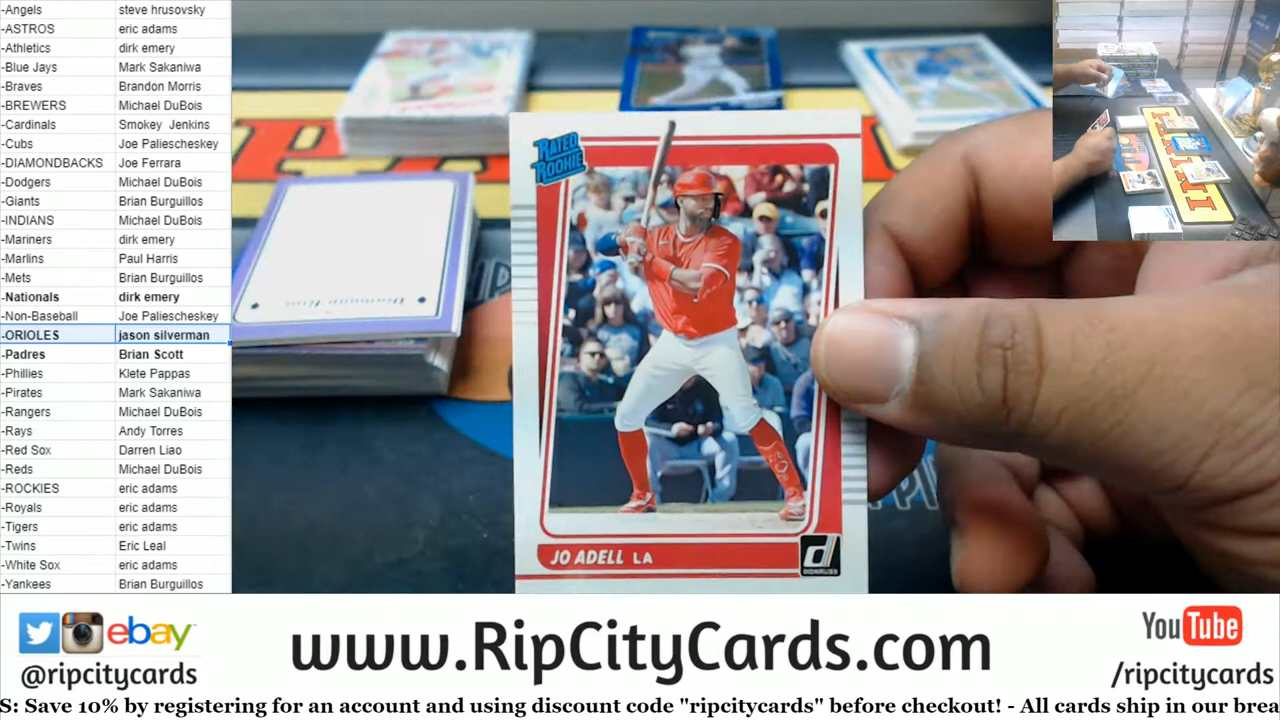 -Angels steve hrusovsky
-ASTROS eric adams
-Athletics dirk emery
-Blue Jays Mark Sakaniwa
-Braves Brandon Morris
-BREWERS Michael DuBois
-Cardinals Smokey Jenkins
-Cubs Joe Paliescheskey
-DIAMONDBACKS Joe Ferrara
-Dodgers Michael DuBois
-Giants Brian Burguillos
-INDIANS Michael DuBois
-Mariners dirk emery
-Marlins Paul Harris
-Mets Brian Burguillos
-Nationals dirk emery
-Non-Baseball Joe Paliescheskey
-ORIOLES jason silverman
-Padres Brian Scott
-Phillies Klete Pappas
-Pirates Mark Sakaniwa
-Rangers Michael DuBois
-Rays Andy Torres
-Red Sox Darren Liao
-Reds Michael DuBois
-ROCKIES eric adams
-Royals eric adams
-Tigers eric adams
-Twins Eric Leal
-White Sox eric adams
-Yankees Brian Burguillos
RATED
ROOKIE
JO ADELL LA
d
DONRUSS
PANINI
ebay
@ripcitycards
www.RipCityCards.com
YouTube
/ripcitycards
S: Save 10% by registering for an account and using discount code "ripcitycards" before checkout! - All cards ship in our brea